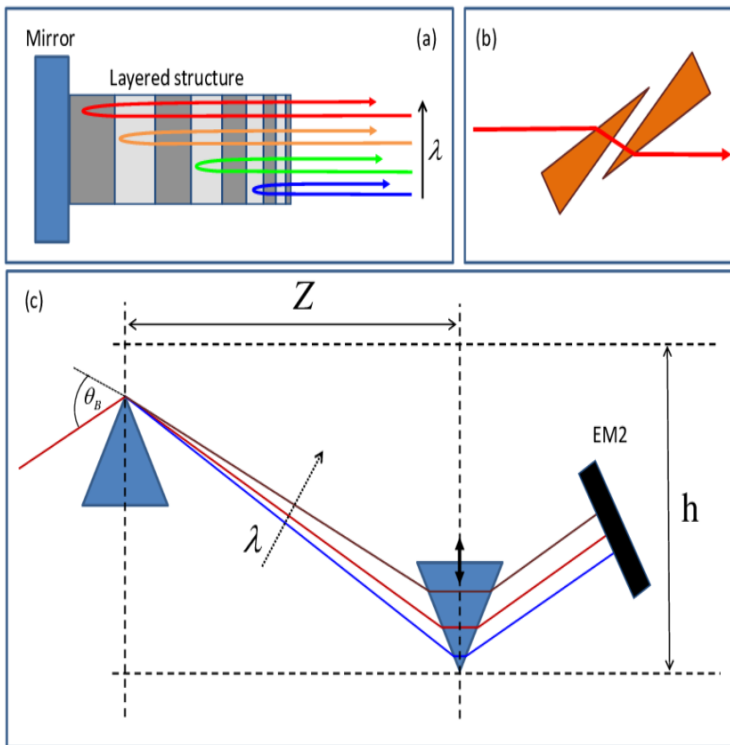 Mirror
(a)
Layered structure
λ
(b)
(c)
Z
θ_B
EM2
h
λ